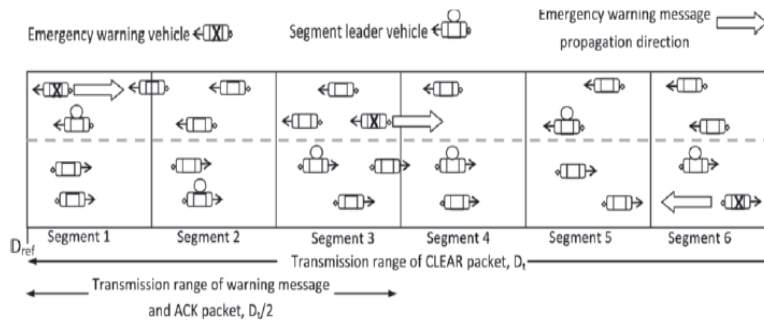 Emergency warning vehicle
Segment leader vehicle
Emergency warning message
propagation direction
X
X
X
Segment 1
Segment 2
Segment 3
Segment 4
Segment 5
Segment 6
Dref
Transmission range of CLEAR packet, Dt
Transmission range of warning message
and ACK packet, Dt/2